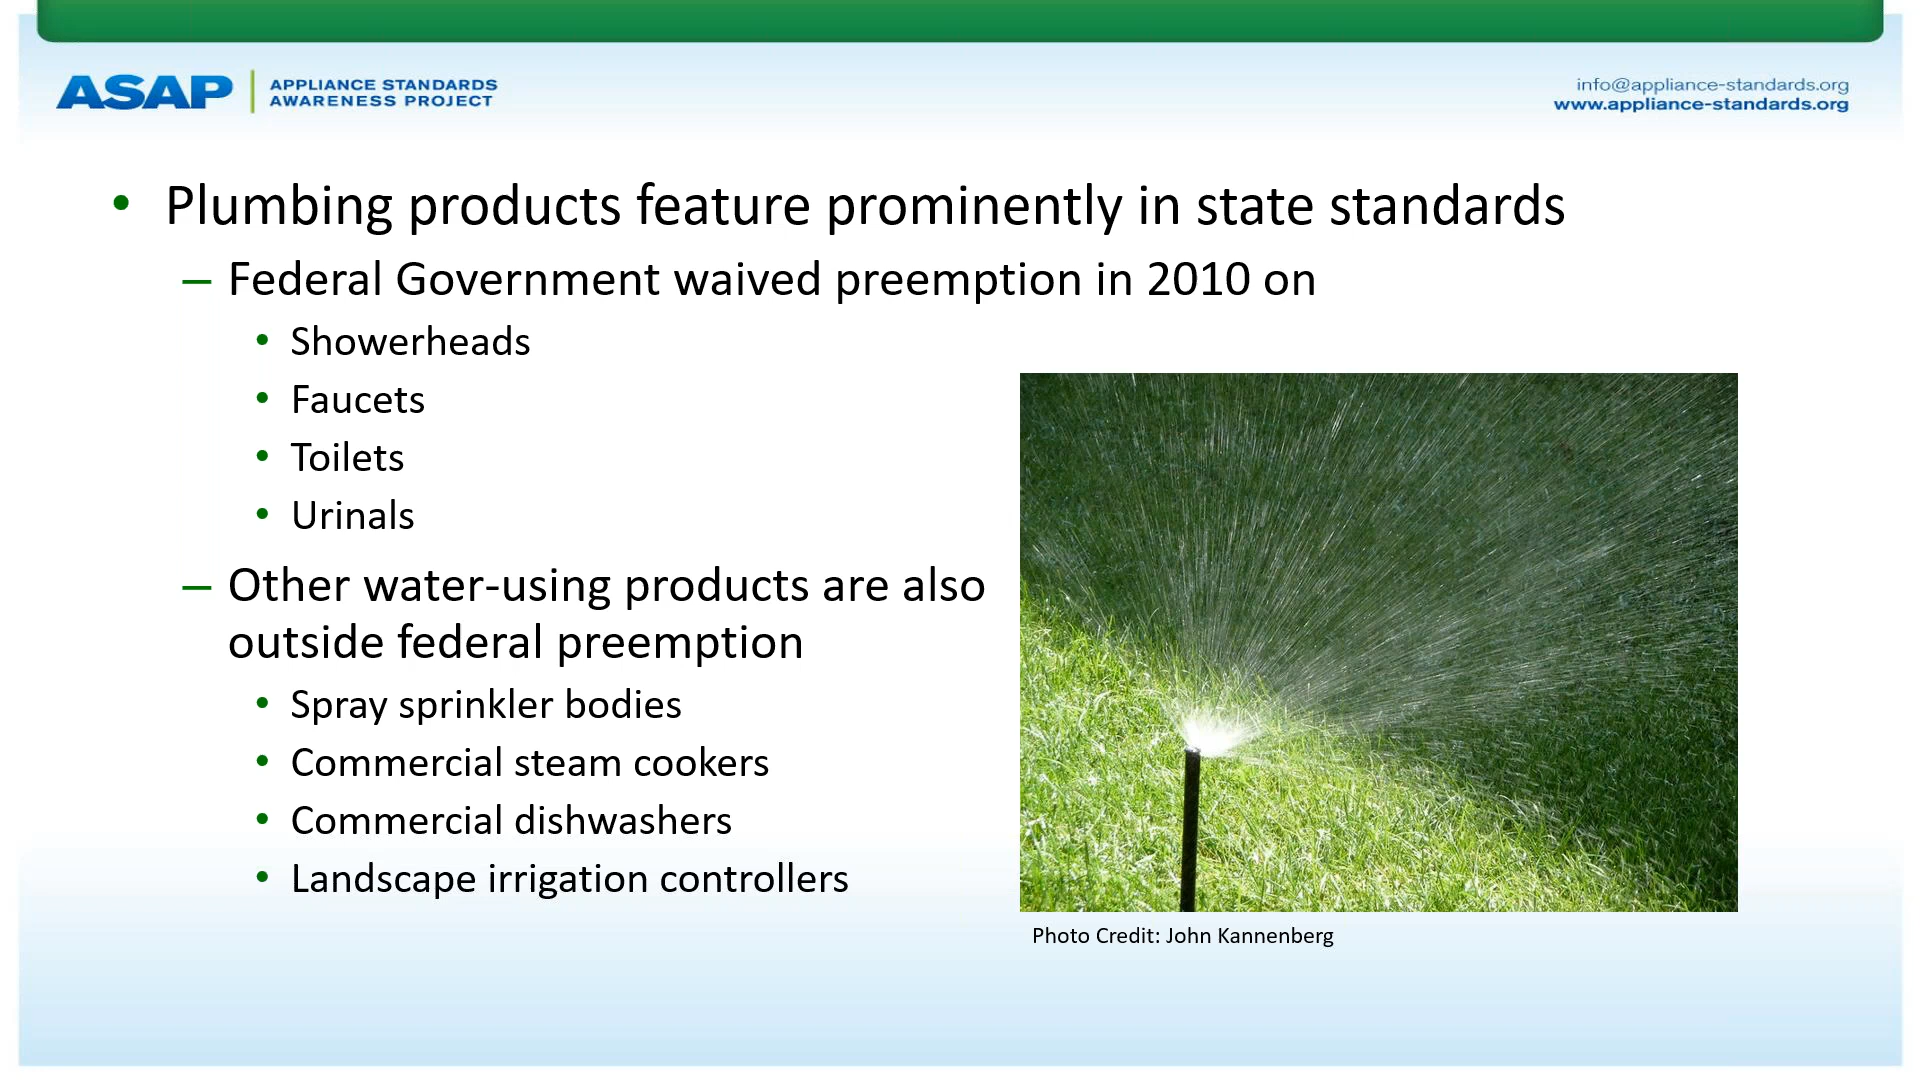 ASAP
APPLIANCE STANDARDS
AWARENESS PROJECT
info@appliance-standards.org
www.appliance-standards.org
• Plumbing products feature prominently in state standards
– Federal Government waived preemption in 2010 on
• Showerheads
• Faucets
• Toilets
• Urinals
– Other water-using products are also
outside federal preemption
• Spray sprinkler bodies
• Commercial steam cookers
• Commercial dishwashers
• Landscape irrigation controllers
Photo Credit: John Kannenberg